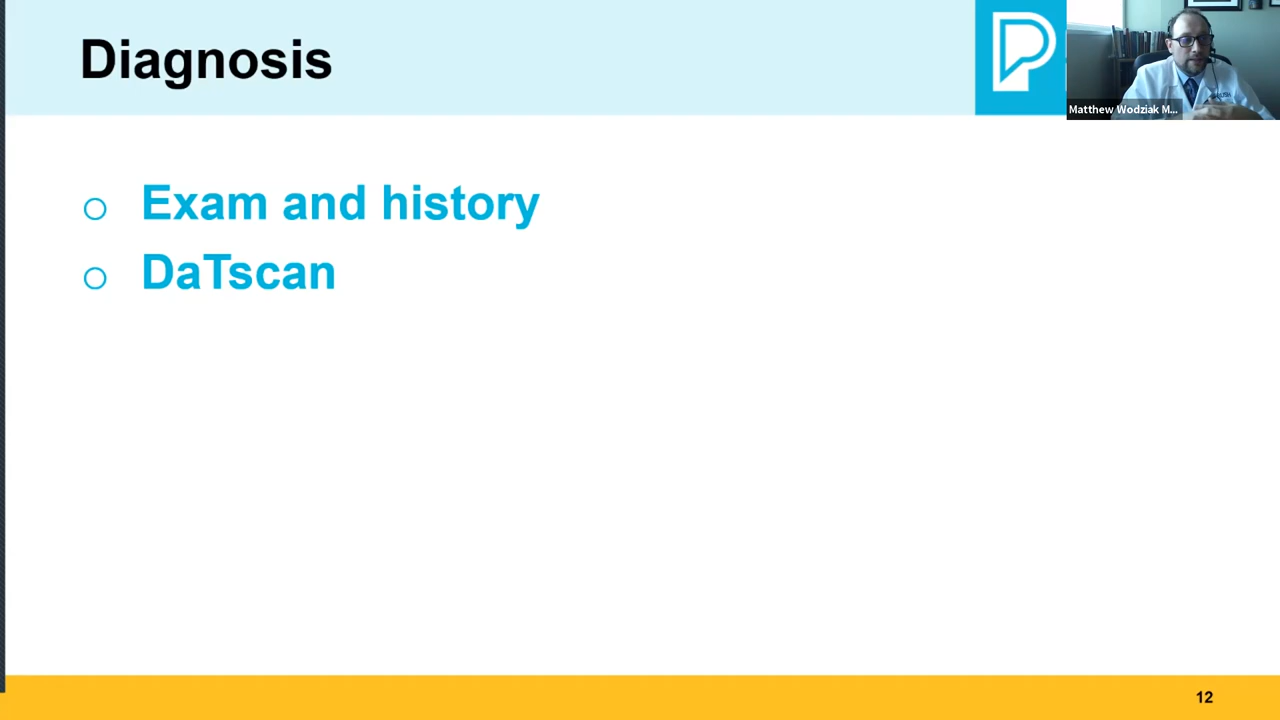 Diagnosis
Matthew Wodziak M...
o Exam and history
o DaTscan
12